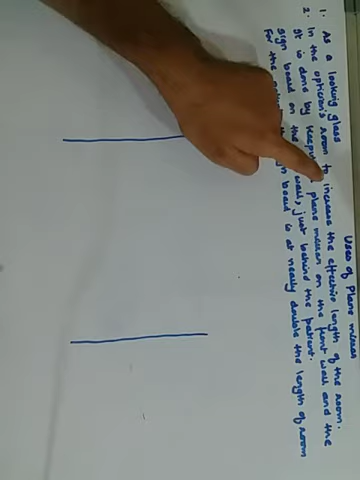 Uses of Plane mirror
1. As a looking glass
2. In the optician's room to increase the effective length of the room.
It is done by keeping plane mirror on the front wall and the
sign board on the wall, just behind the patient.
For the sign board is at nearly double the length of room